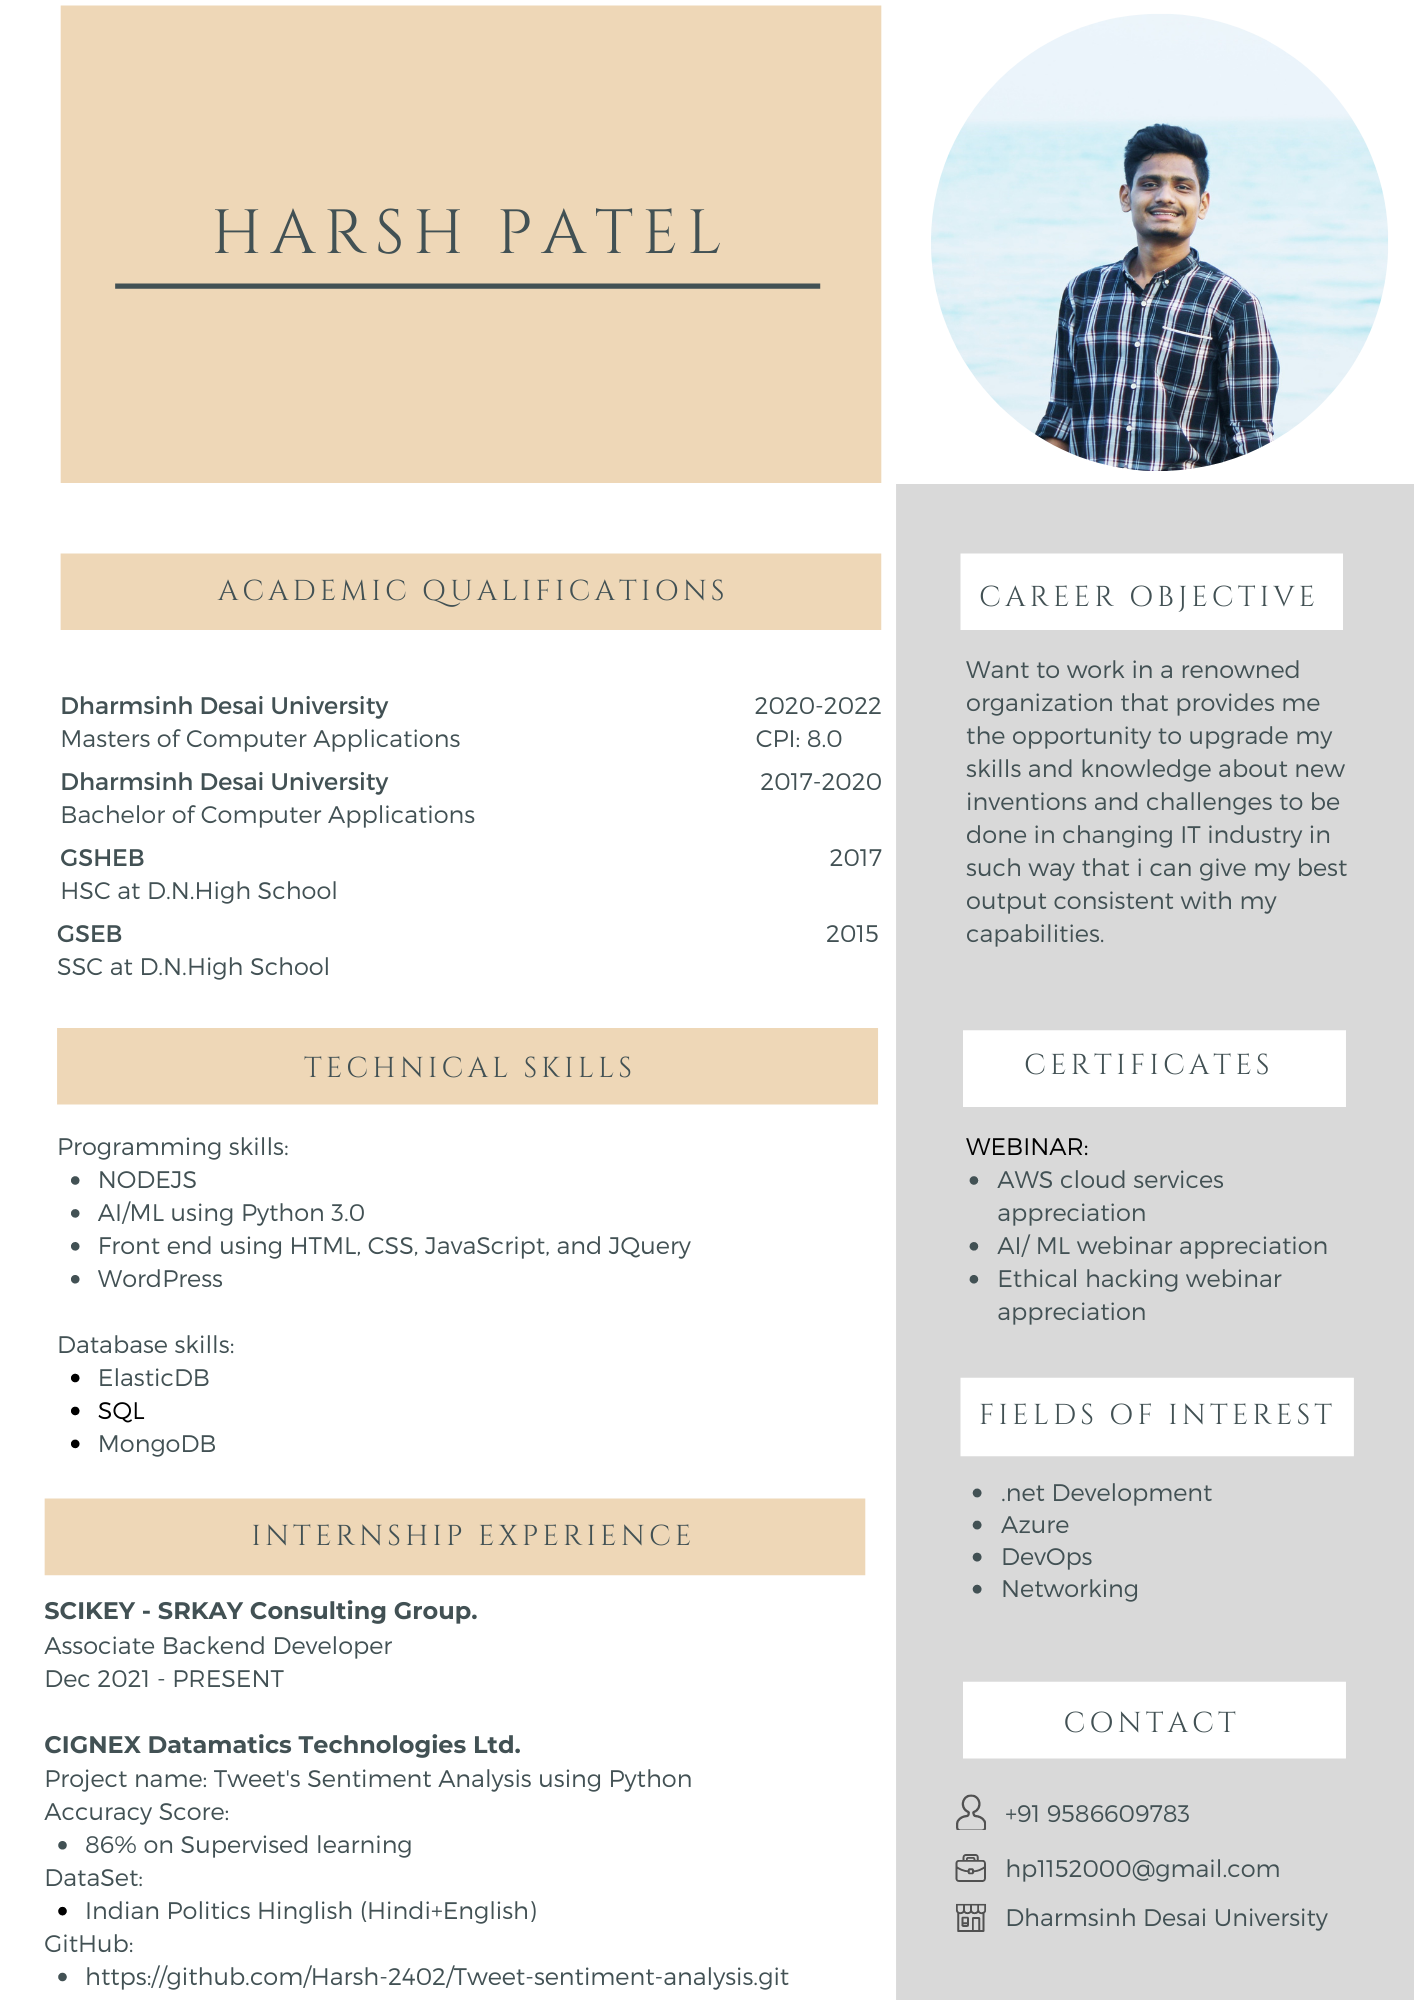 HARSH PATEL
ACADEMIC QUALIFICATIONS
Dharmsinh Desai University 2020-2022
Masters of Computer Applications CPI: 8.0
Dharmsinh Desai University 2017-2020
Bachelor of Computer Applications
GSHEB 2017
HSC at D.N.High School
GSEB 2015
SSC at D.N.High School
TECHNICAL SKILLS
Programming skills:
• NODEJS
• AI/ML using Python 3.0
• Front end using HTML, CSS, JavaScript, and JQuery
• WordPress
Database skills:
• ElasticDB
• SQL
• MongoDB
INTERNSHIP EXPERIENCE
SCIKEY - SRKAY Consulting Group.
Associate Backend Developer
Dec 2021 - PRESENT
CIGNEX Datamatics Technologies Ltd.
Project name: Tweet's Sentiment Analysis using Python
Accuracy Score:
• 86% on Supervised learning
DataSet:
• Indian Politics Hinglish (Hindi+English)
GitHub:
• https://github.com/Harsh-2402/Tweet-sentiment-analysis.git
CAREER OBJECTIVE
Want to work in a renowned
organization that provides me
the opportunity to upgrade my
skills and knowledge about new
inventions and challenges to be
done in changing IT industry in
such way that i can give my best
output consistent with my
capabilities.
CERTIFICATES
WEBINAR:
• AWS cloud services
appreciation
• AI/ ML webinar appreciation
• Ethical hacking webinar
appreciation
FIELDS OF INTEREST
• .net Development
• Azure
• DevOps
• Networking
CONTACT
+91 9586609783
hp1152000@gmail.com
Dharmsinh Desai University